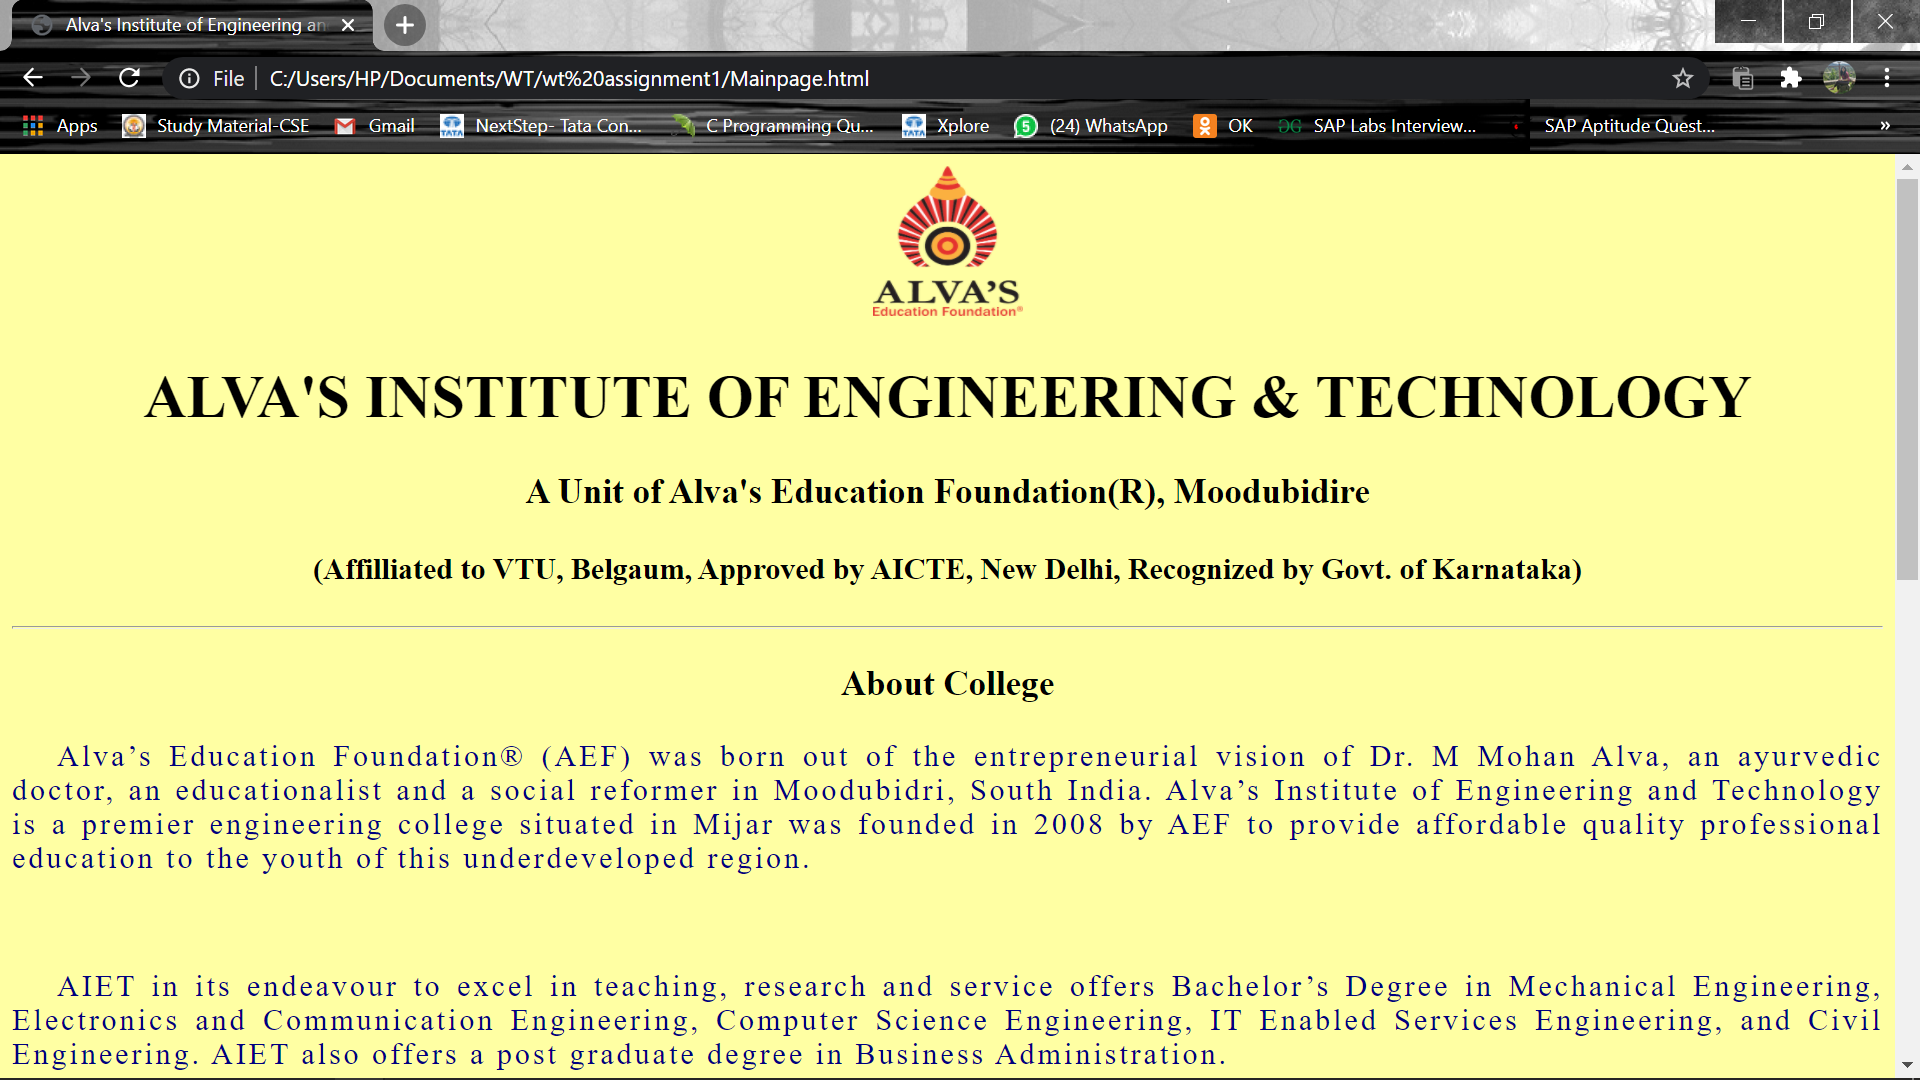 Alva's Institute of Engineering an
File C:/Users/HP/Documents/WT/wt%20assignment1/Mainpage.html
Apps Study Material-CSE Gmail NextStep- Tata Con... C Programming Qu... Xplore (24) WhatsApp OK SAP Labs Interview... SAP Aptitude Quest... »
ALVA'S
Education Foundation®
ALVA'S INSTITUTE OF ENGINEERING & TECHNOLOGY
A Unit of Alva's Education Foundation(R), Moodubidire
(Affilliated to VTU, Belgaum, Approved by AICTE, New Delhi, Recognized by Govt. of Karnataka)
About College
Alva’s Education Foundation® (AEF) was born out of the entrepreneurial vision of Dr. M Mohan Alva, an ayurvedic
doctor, an educationalist and a social reformer in Moodubidri, South India. Alva’s Institute of Engineering and Technology
is a premier engineering college situated in Mijar was founded in 2008 by AEF to provide affordable quality professional
education to the youth of this underdeveloped region.
AIET in its endeavour to excel in teaching, research and service offers Bachelor’s Degree in Mechanical Engineering,
Electronics and Communication Engineering, Computer Science Engineering, IT Enabled Services Engineering, and Civil
Engineering. AIET also offers a post graduate degree in Business Administration.